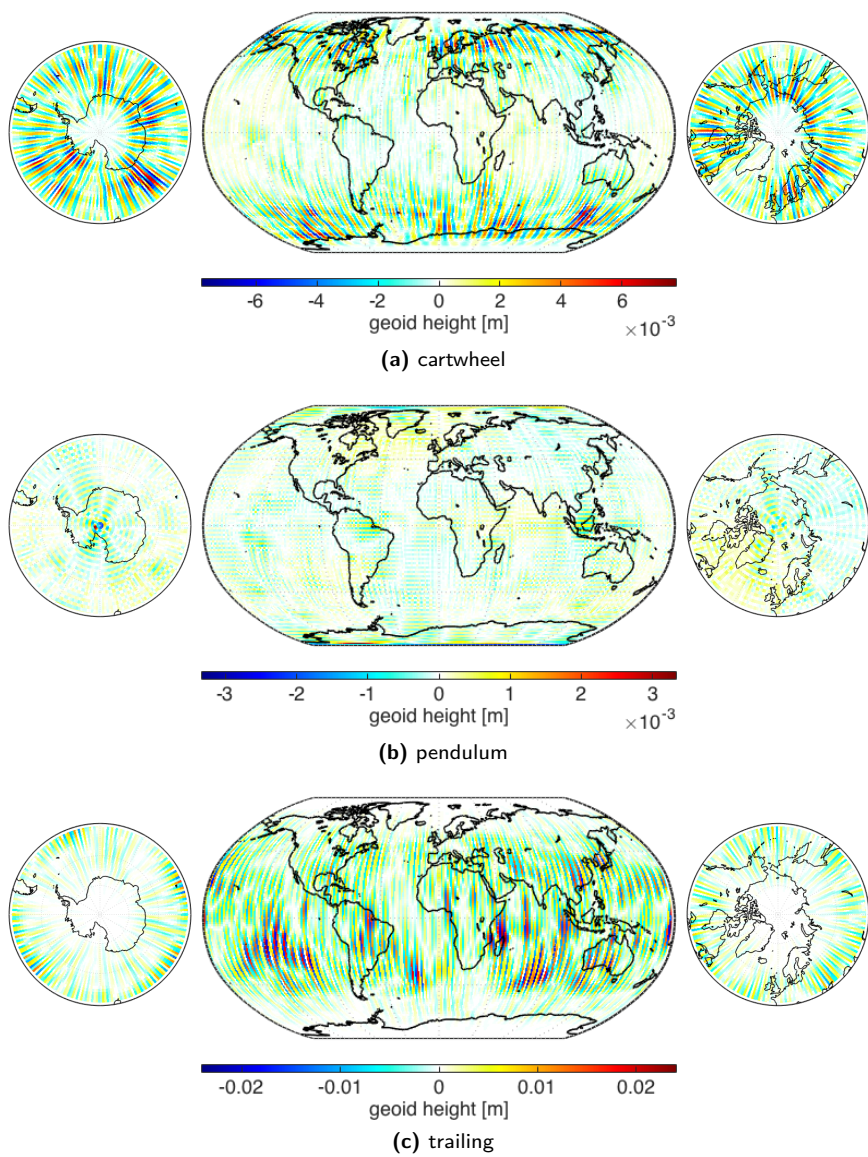 -6 -4 -2 0 2 4 6
geoid height [m]
×10⁻³
(a) cartwheel
-3 -2 -1 0 1 2 3
geoid height [m]
×10⁻³
(b) pendulum
-0.02 -0.01 0 0.01 0.02
geoid height [m]
(c) trailing